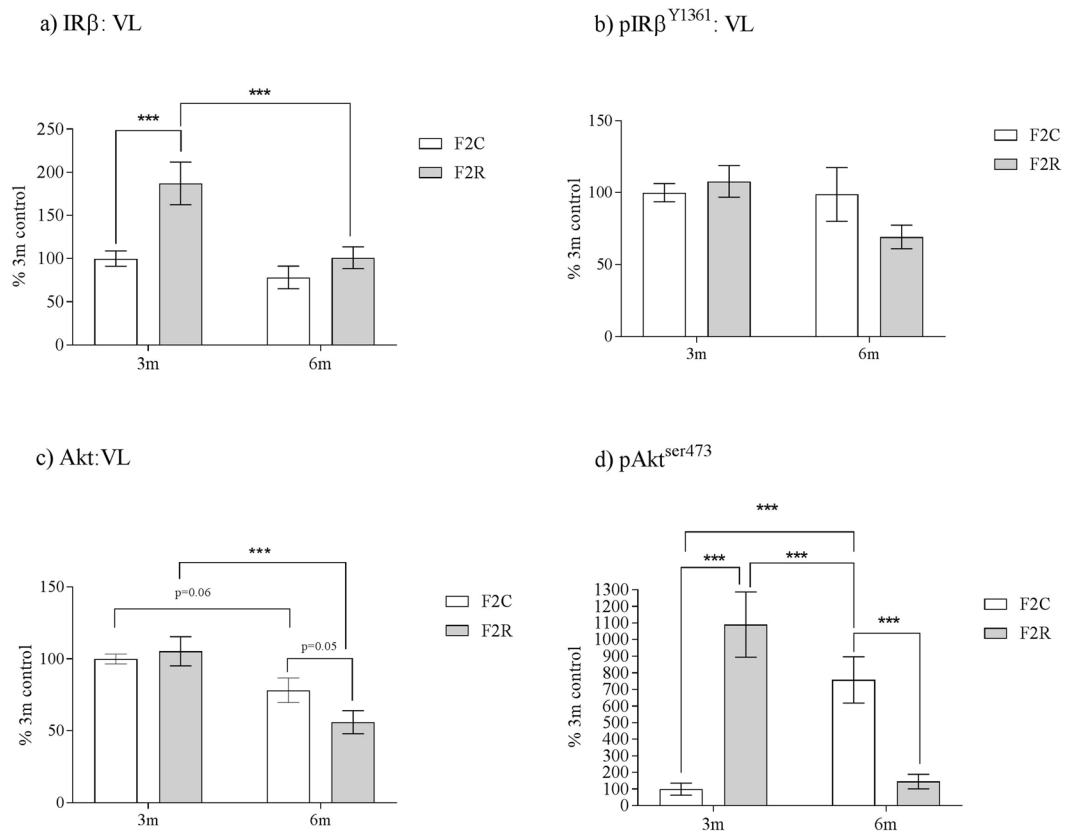 a) IRβ: VL
***
***
250
200
150
100
50
0
% 3m control
3m
6m
F2C
F2R
b) pIRβY1361: VL
150
100
50
0
% 3m control
3m
6m
F2C
F2R
c) Akt:VL
***
p=0.06
p=0.05
150
100
50
0
% 3m control
3m
6m
F2C
F2R
d) pAktser473
***
***
***
***
1300
1200
1100
1000
900
800
700
600
500
400
300
200
100
0
% 3m control
3m
6m
F2C
F2R